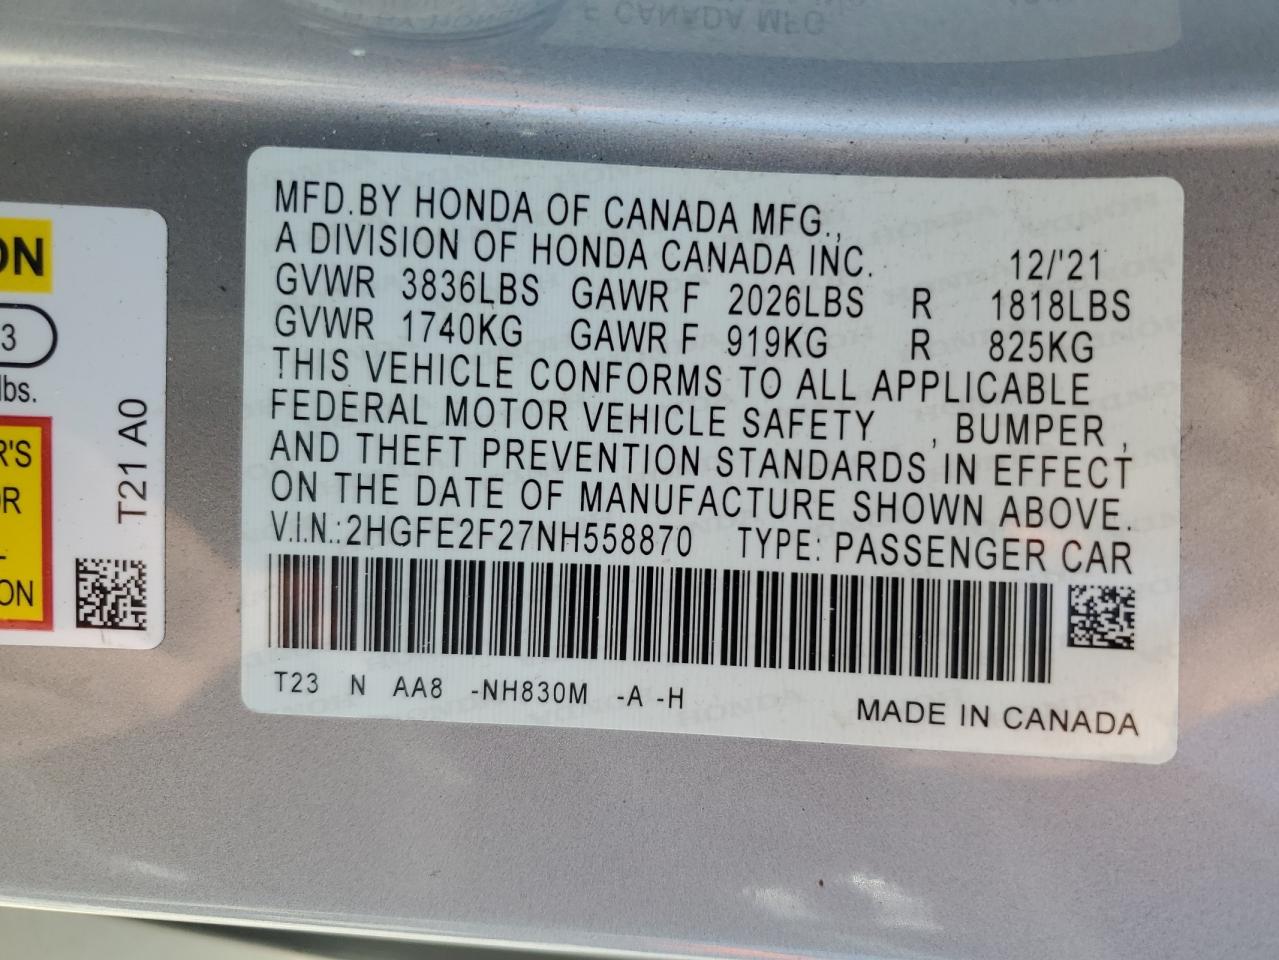 MFD.BY HONDA OF CANADA MFG.,
A DIVISION OF HONDA CANADA INC. 12/'21
GVWR 3836LBS GAWR F 2026LBS R 1818LBS
GVWR 1740KG GAWR F 919KG R 825KG
THIS VEHICLE CONFORMS TO ALL APPLICABLE
FEDERAL MOTOR VEHICLE SAFETY , BUMPER ,
AND THEFT PREVENTION STANDARDS IN EFFECT
ON THE DATE OF MANUFACTURE SHOWN ABOVE.
V.I.N.:2HGFE2F27NH558870 TYPE: PASSENGER CAR
T23 N AA8 -NH830M -A -H
MADE IN CANADA
3
lbs.
T21 A0